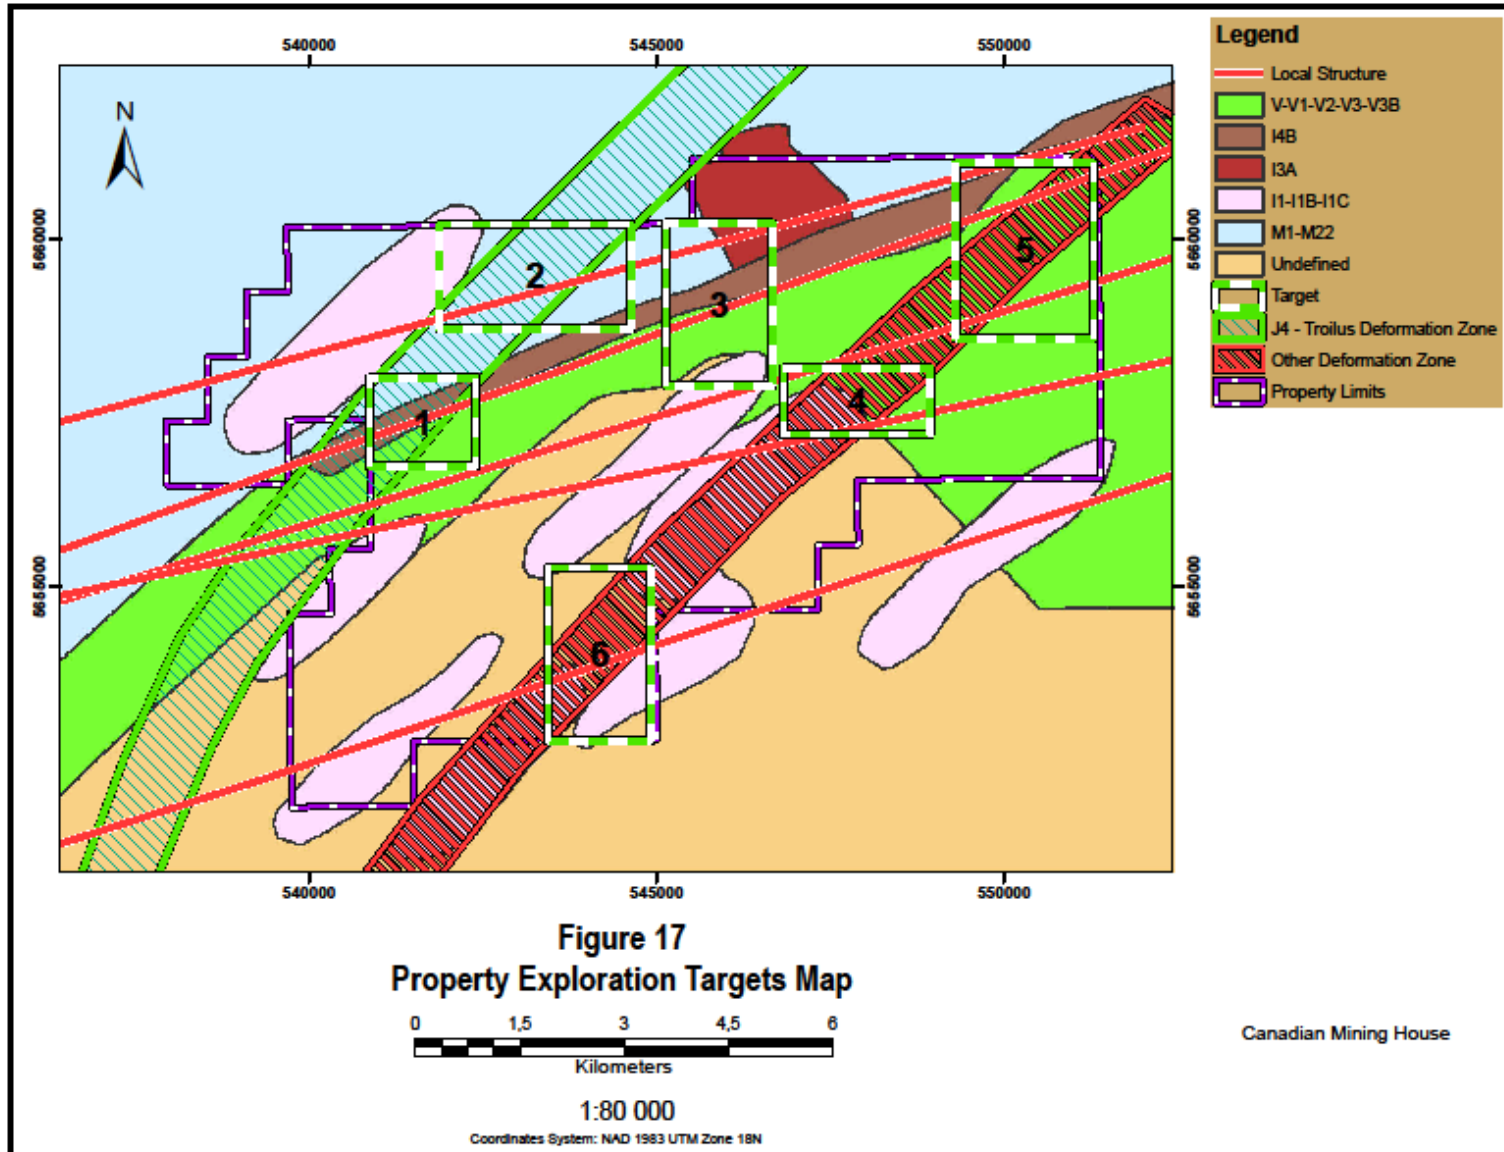 540000 545000 550000
Legend
Local Structure
V-V1-V2-V3-V3B
I4B
I3A
I1-I1B-I1C
M1-M22
Undefined
Target
J4 - Troilus Deformation Zone
Other Deformation Zone
Property Limits
N
5660000 5660000
5655000 5655000
2
3
5
1
4
6
540000 545000 550000
Figure 17
Property Exploration Targets Map
0 1,5 3 4,5 6
Kilometers
1:80 000
Coordinates System: NAD 1983 UTM Zone 18N
Canadian Mining House